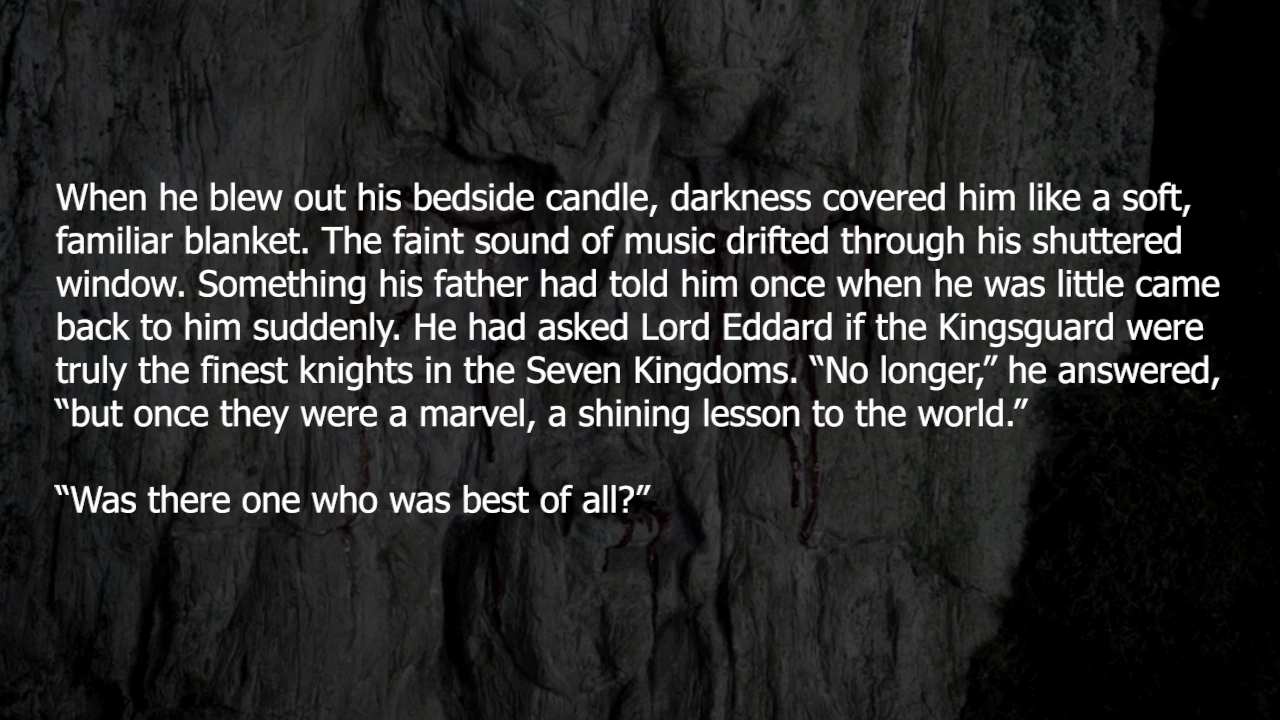 When he blew out his bedside candle, darkness covered him like a soft,
familiar blanket. The faint sound of music drifted through his shuttered
window. Something his father had told him once when he was little came
back to him suddenly. He had asked Lord Eddard if the Kingsguard were
truly the finest knights in the Seven Kingdoms. “No longer,” he answered,
“but once they were a marvel, a shining lesson to the world.”
“Was there one who was best of all?”